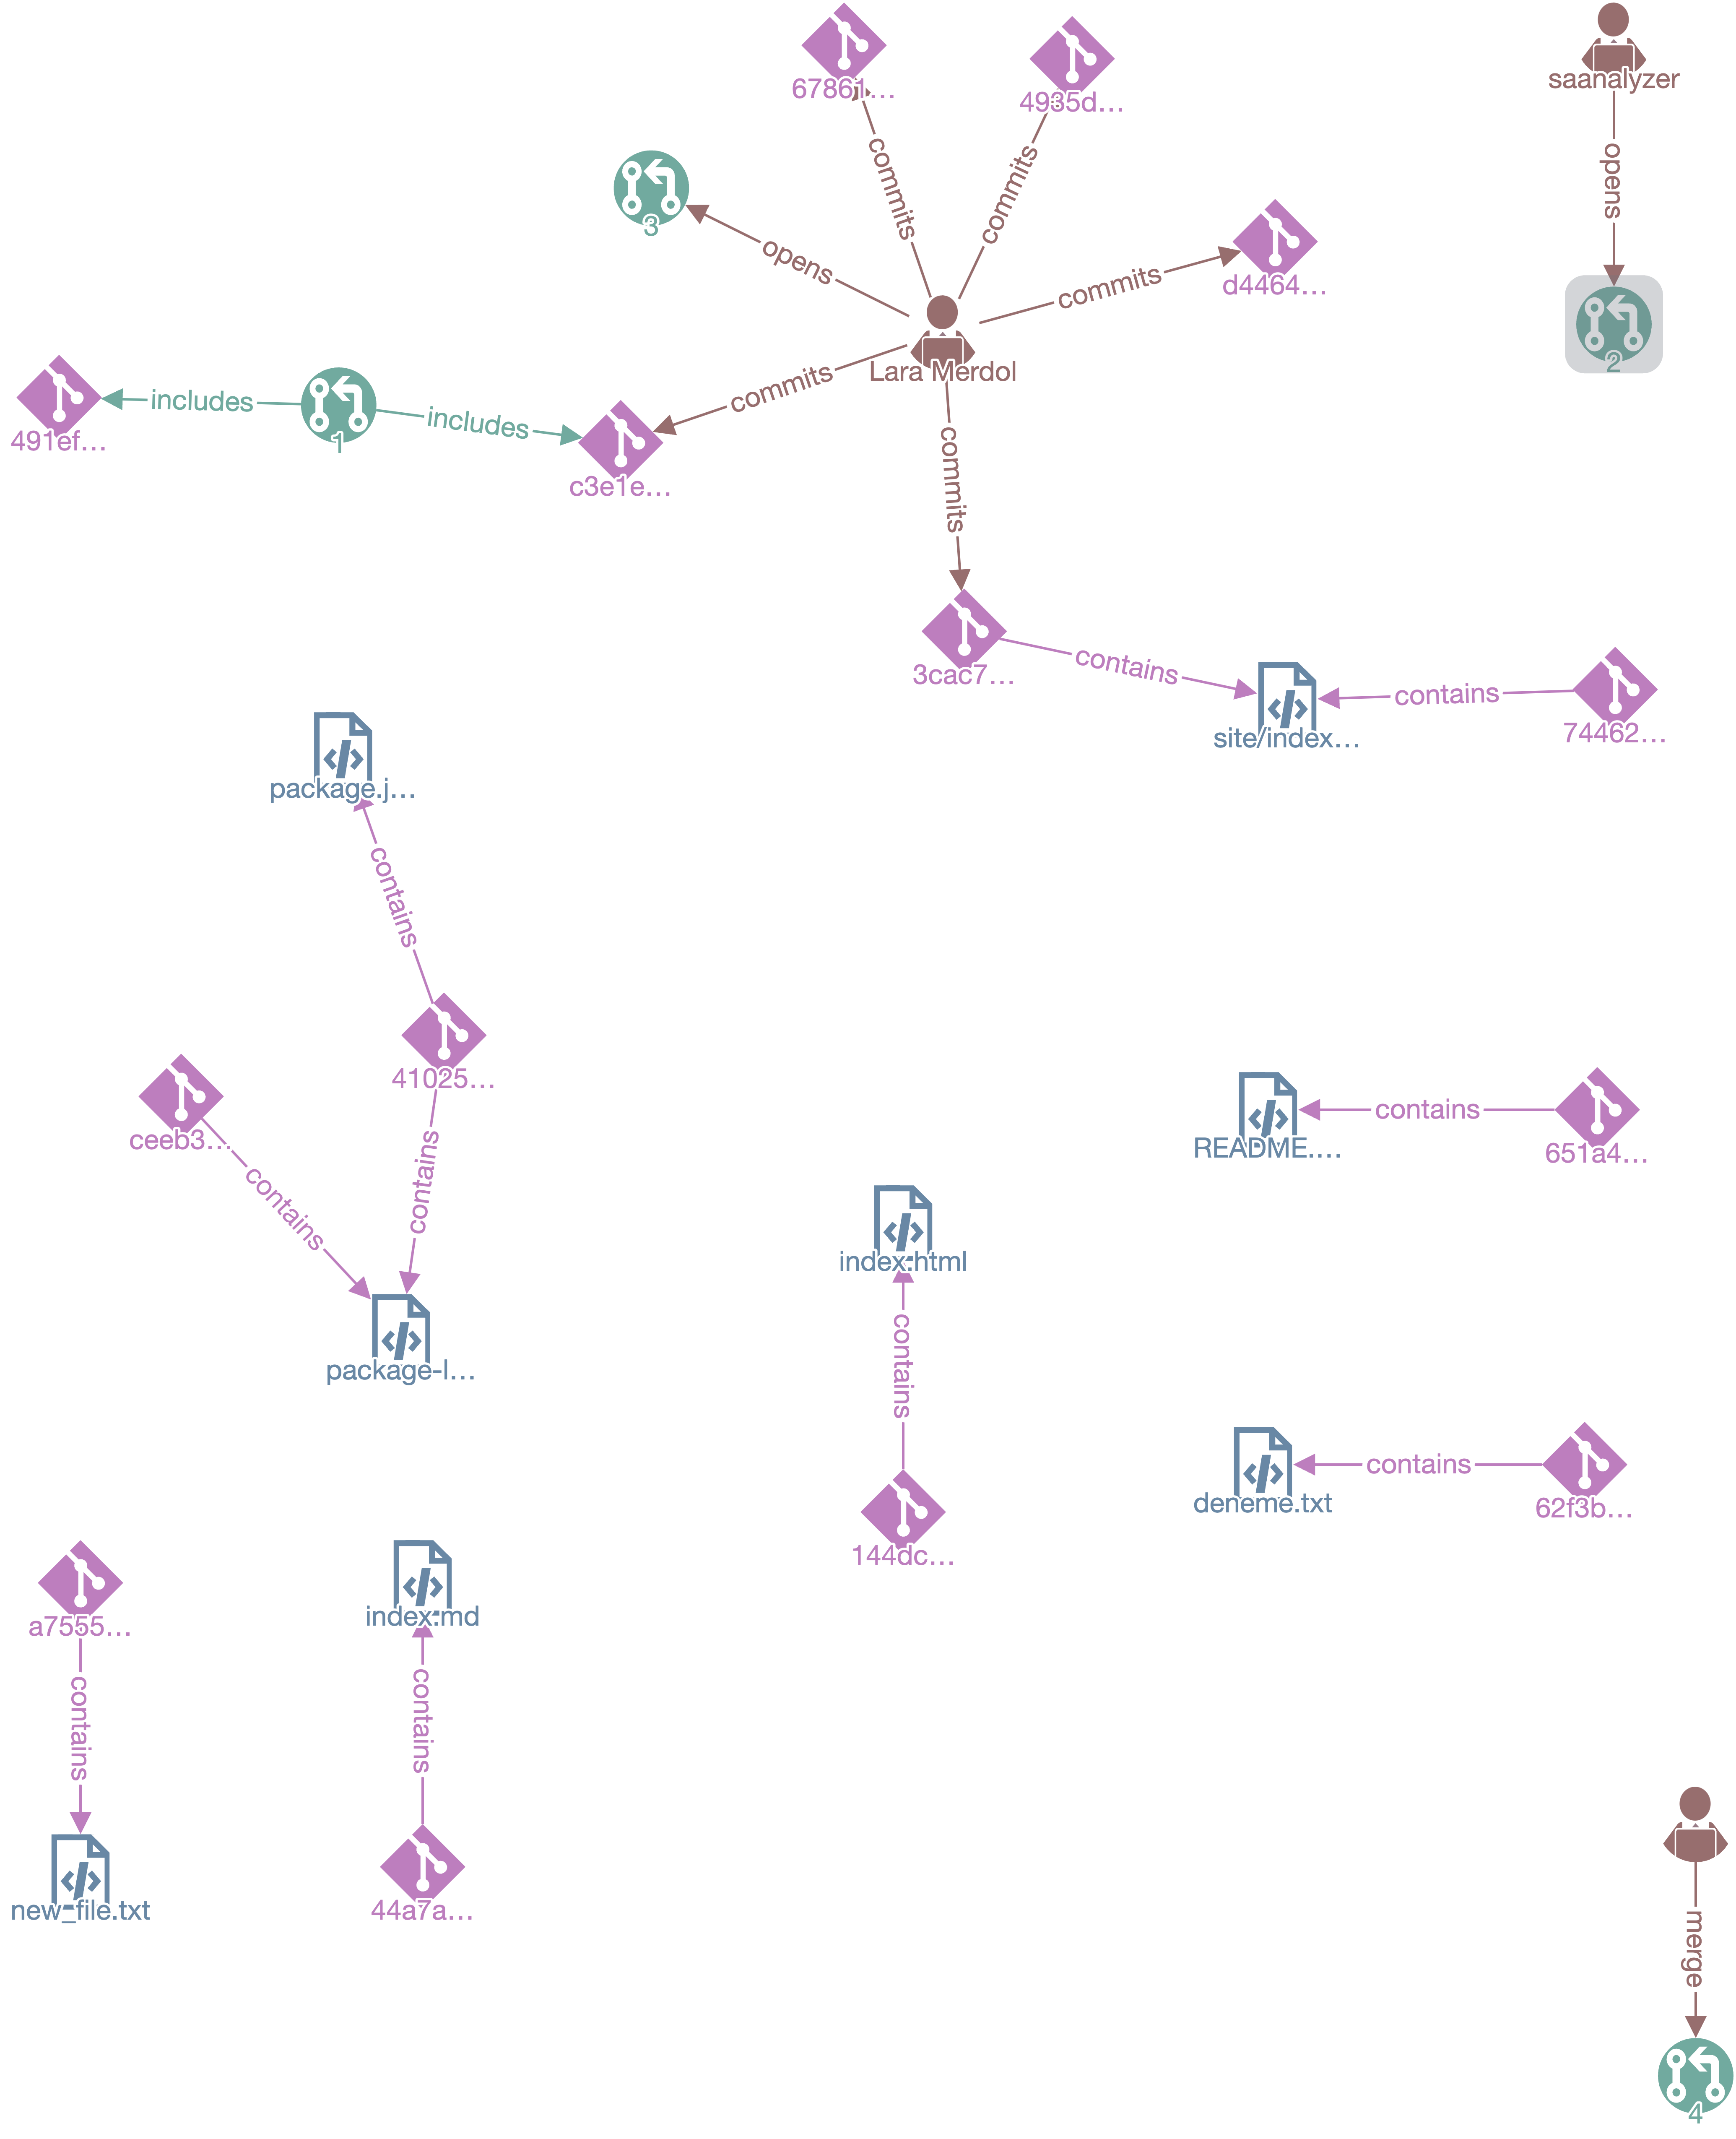 67861...
4935d...
saanalyzer
commits
commits
opens
3
opens
commits
d4464...
2
Lara Merdol
includes
1
includes
commits
491ef...
c3e1e...
commits
3cac7...
contains
contains
site/index...
74462...
package.j...
contains
41025...
ceeb3...
contains
contains
README....
contains
651a4...
index.html
package-l...
contains
contains
deneme.txt
62f3b...
144dc...
a7555...
index.md
contains
contains
new_file.txt
44a7a...
merge
4